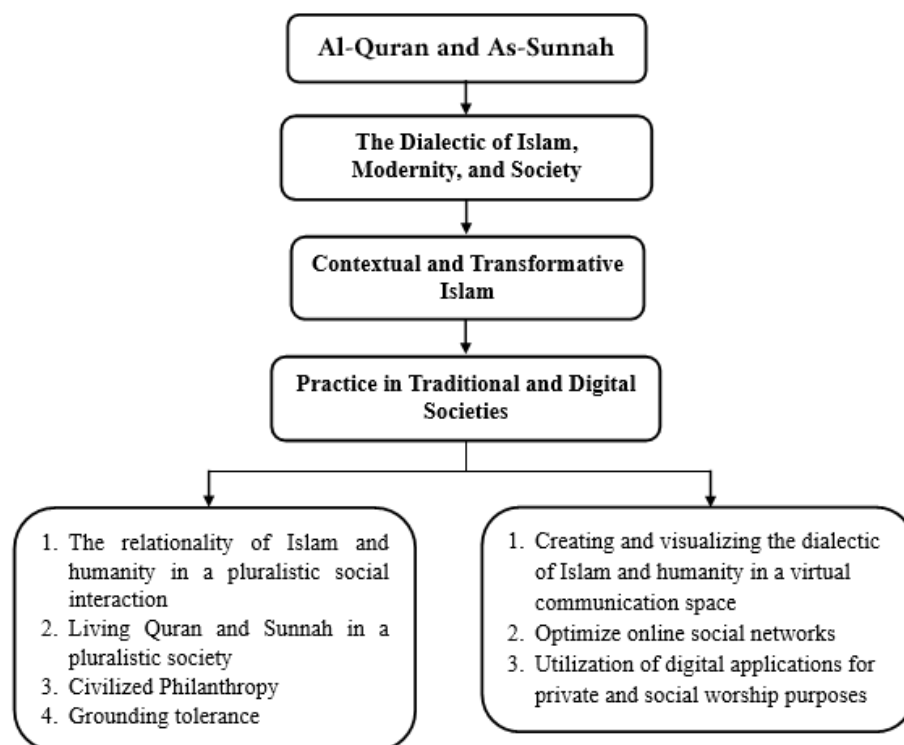 Al-Quran and As-Sunnah
The Dialectic of Islam,
Modernity, and Society
Contextual and Transformative
Islam
Practice in Traditional and Digital
Societies
1. The relationality of Islam and
humanity in a pluralistic social
interaction
2. Living Quran and Sunnah in a
pluralistic society
3. Civilized Philanthropy
4. Grounding tolerance
1. Creating and visualizing the dialectic
of Islam and humanity in a virtual
communication space
2. Optimize online social networks
3. Utilization of digital applications for
private and social worship purposes